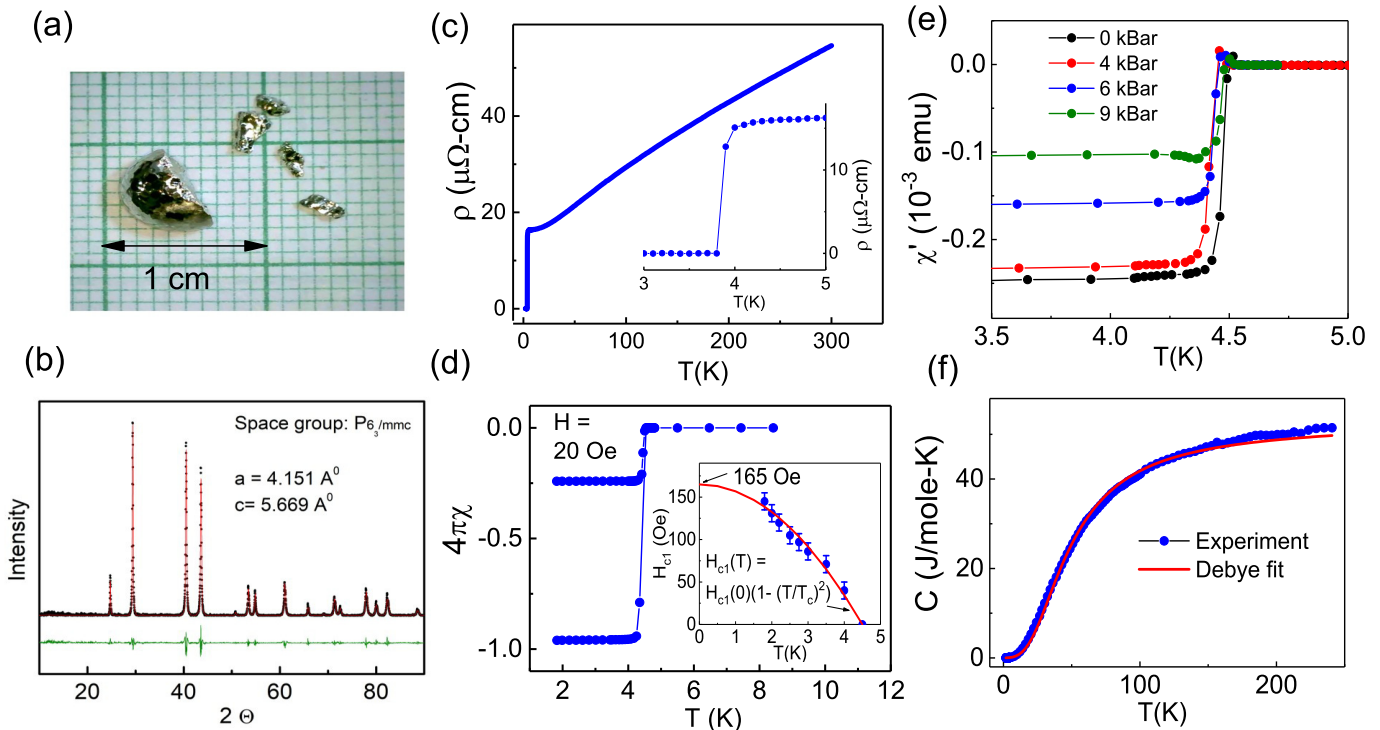 (a)
1 cm
(b)
Space group: P6₃/mmc
a = 4.151 A⁰
c= 5.669 A⁰
Intensity
20
40
60
80
2 Θ
(c)
60
40
20
0
ρ (μΩ-cm)
0
100
200
300
T(K)
10
0
ρ (μΩ-cm)
3
4
5
T(K)
(d)
H =
20 Oe
0.0
-0.5
-1.0
4πχ
2
4
6
8
10
12
T (K)
165 Oe
150
100
50
0
H_c1 (Oe)
H_c1(T) =
H_c1(0)(1- (T/T_c)²)
0
1
2
3
4
5
T(K)
(e)
0 kBar
4 kBar
6 kBar
9 kBar
0.0
-0.1
-0.2
χ' (10⁻³ emu)
3.5
4.0
4.5
5.0
T(K)
(f)
40
20
0
C (J/mole-K)
Experiment
Debye fit
0
100
200
T(K)